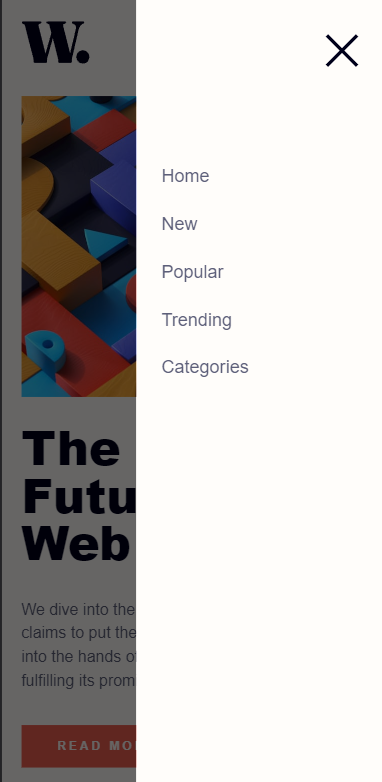 W.
Home
New
Popular
Trending
Categories
The
Futu
Web
We dive into the
claims to put the
into the hands of
fulfilling its prom
READ MO